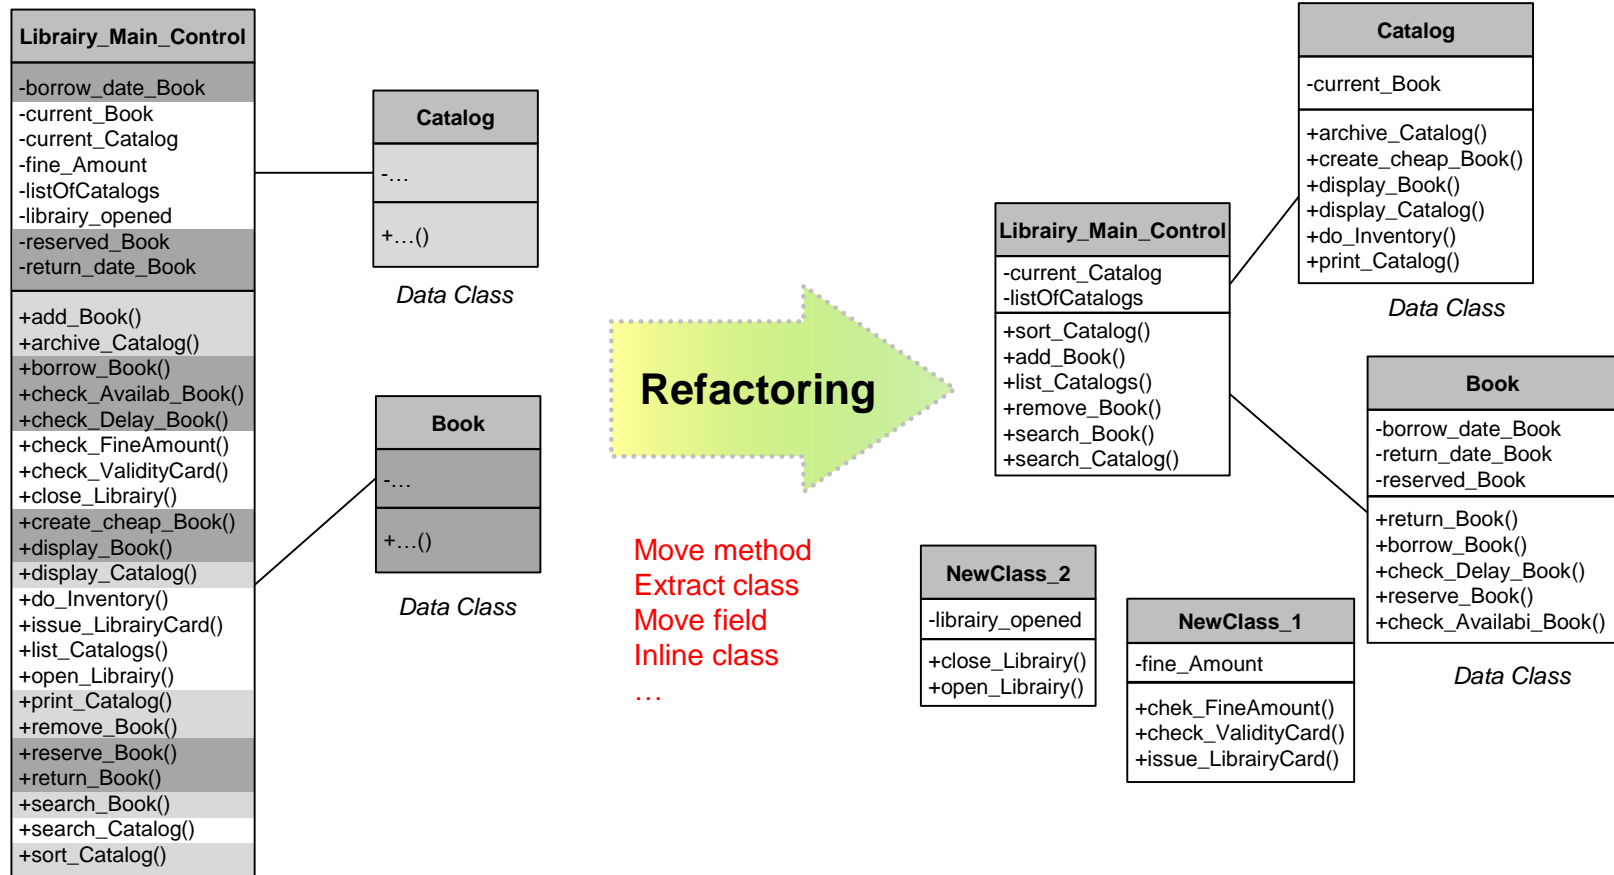 Librairy_Main_Control
-borrow_date_Book
-current_Book
-current_Catalog
-fine_Amount
-listOfCatalogs
-librairy_opened
-reserved_Book
-return_date_Book
+add_Book()
+archive_Catalog()
+borrow_Book()
+check_Availab_Book()
+check_Delay_Book()
+check_FineAmount()
+check_ValidityCard()
+close_Librairy()
+create_cheap_Book()
+display_Book()
+display_Catalog()
+do_Inventory()
+issue_LibrairyCard()
+list_Catalogs()
+open_Librairy()
+print_Catalog()
+remove_Book()
+reserve_Book()
+return_Book()
+search_Book()
+search_Catalog()
+sort_Catalog()
Catalog
-…
+…()
Data Class
Book
-…
+…()
Data Class
Refactoring
Move method
Extract class
Move field
Inline class
…
Librairy_Main_Control
-current_Catalog
-listOfCatalogs
+sort_Catalog()
+add_Book()
+list_Catalogs()
+remove_Book()
+search_Book()
+search_Catalog()
Catalog
-current_Book
+archive_Catalog()
+create_cheap_Book()
+display_Book()
+display_Catalog()
+do_Inventory()
+print_Catalog()
Data Class
Book
-borrow_date_Book
-return_date_Book
-reserved_Book
+return_Book()
+borrow_Book()
+check_Delay_Book()
+reserve_Book()
+check_Availabi_Book()
Data Class
NewClass_2
-librairy_opened
+close_Librairy()
+open_Librairy()
NewClass_1
-fine_Amount
+chek_FineAmount()
+check_ValidityCard()
+issue_LibrairyCard()